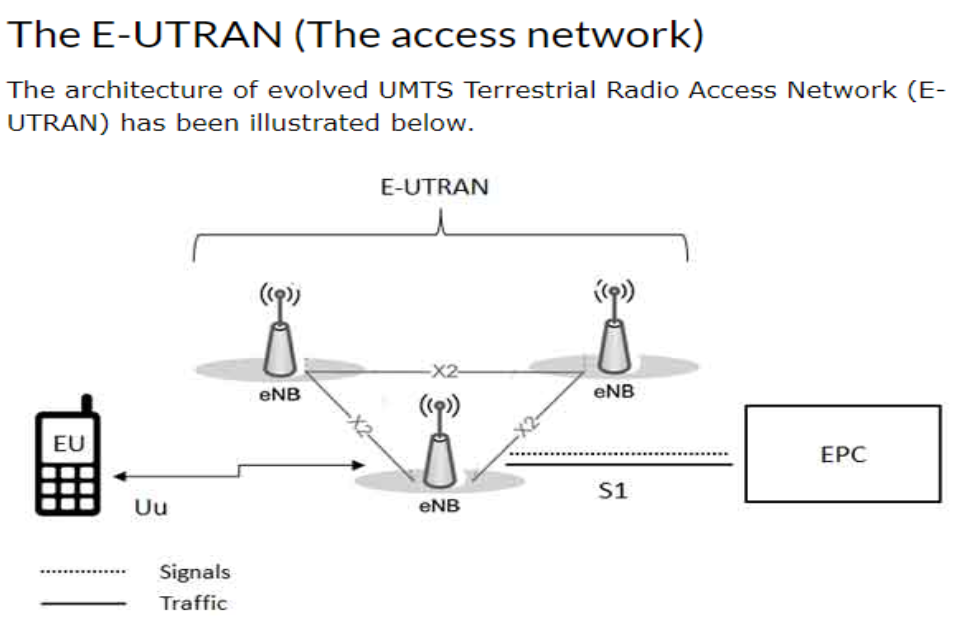 The E-UTRAN (The access network)
The architecture of evolved UMTS Terrestrial Radio Access Network (E-
UTRAN) has been illustrated below.
E-UTRAN
X2
eNB
eNB
X2
X2
EU
EPC
S1
Uu
eNB
Signals
Traffic